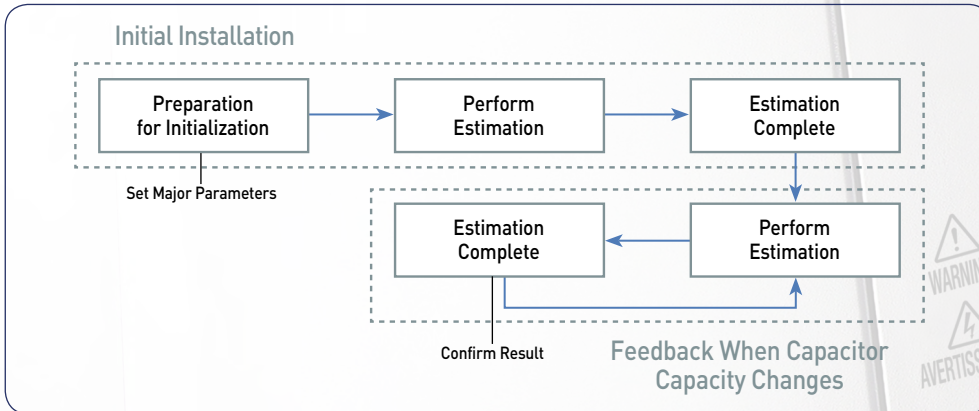 Initial Installation
Preparation
for Initialization
Perform
Estimation
Estimation
Complete
Set Major Parameters
Estimation
Complete
Perform
Estimation
Confirm Result
Feedback When Capacitor
Capacity Changes
WARNIN
AVERTISS